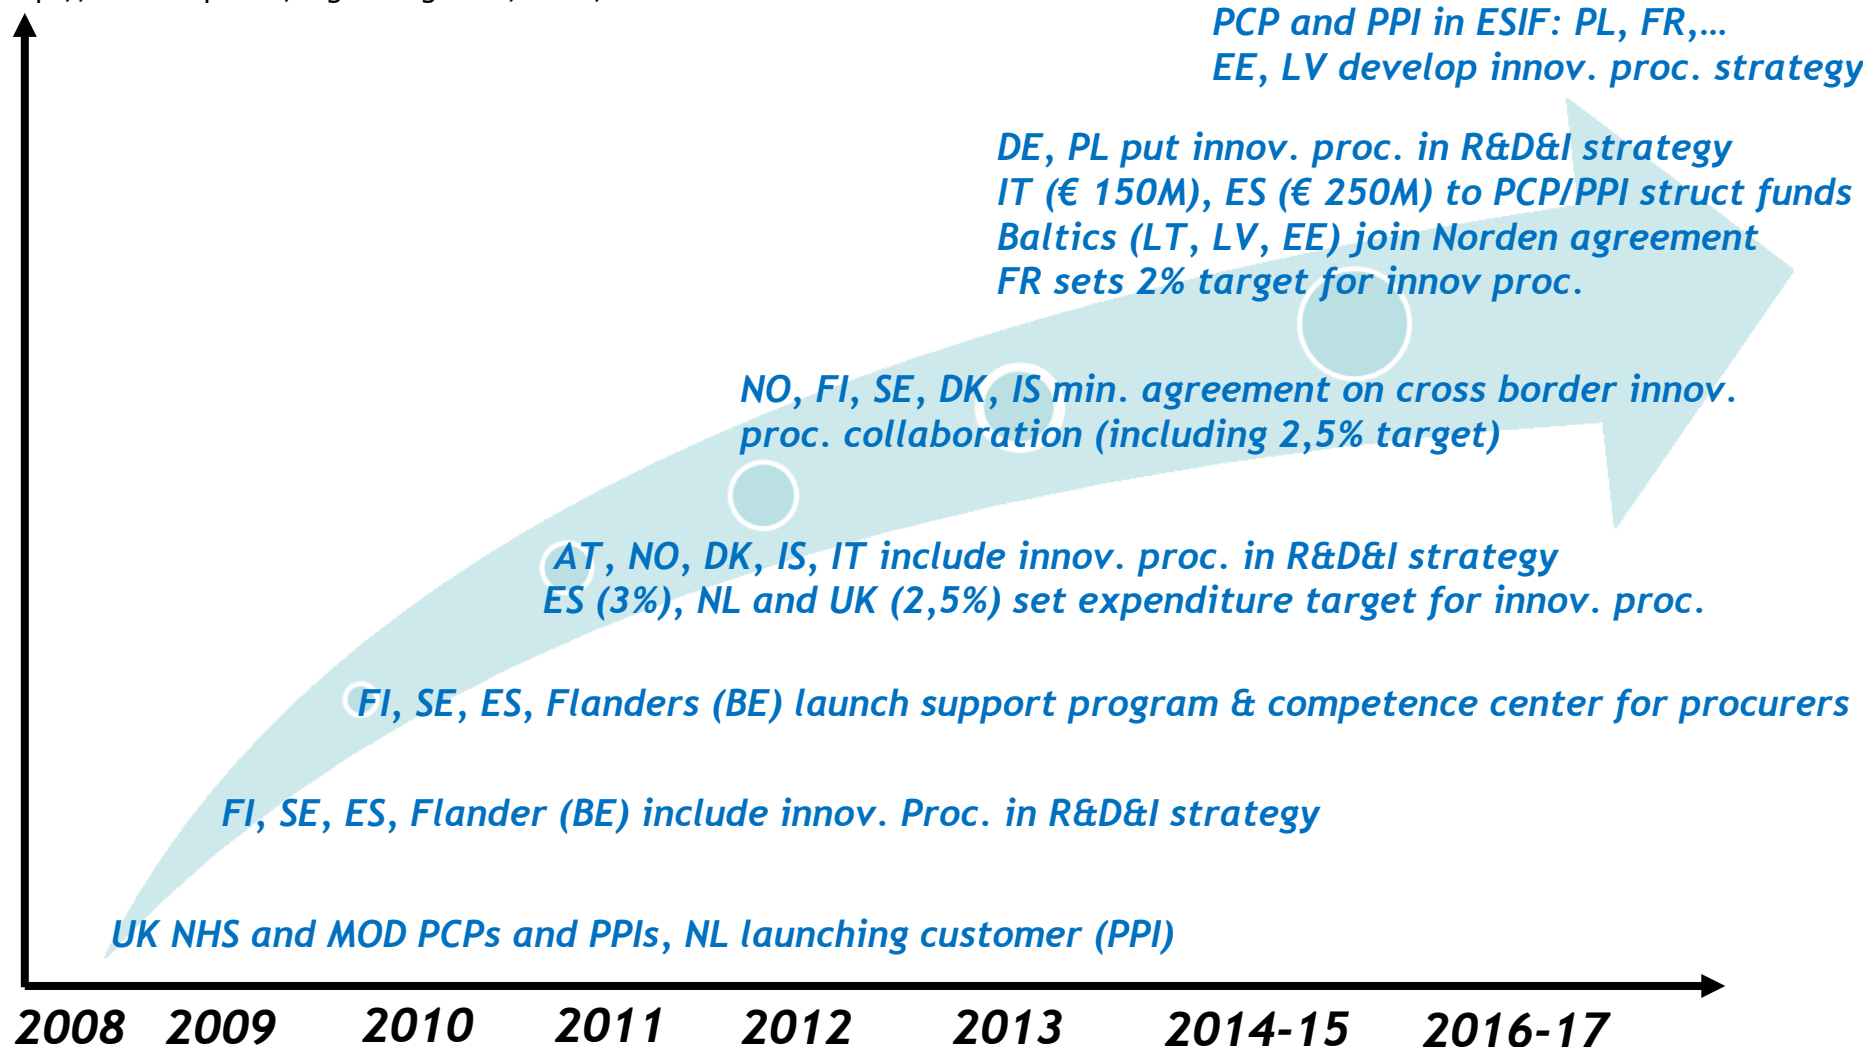 PCP and PPI in ESIF: PL, FR,…
EE, LV develop innov. proc. strategy
DE, PL put innov. proc. in R&D&I strategy
IT (€ 150M), ES (€ 250M) to PCP/PPI struct funds
Baltics (LT, LV, EE) join Norden agreement
FR sets 2% target for innov proc.
NO, FI, SE, DK, IS min. agreement on cross border innov.
proc. collaboration (including 2,5% target)
AT, NO, DK, IS, IT include innov. proc. in R&D&I strategy
ES (3%), NL and UK (2,5%) set expenditure target for innov. proc.
FI, SE, ES, Flanders (BE) launch support program & competence center for procurers
FI, SE, ES, Flander (BE) include innov. Proc. in R&D&I strategy
UK NHS and MOD PCPs and PPIs, NL launching customer (PPI)
2008 2009 2010 2011 2012 2013 2014-15 2016-17